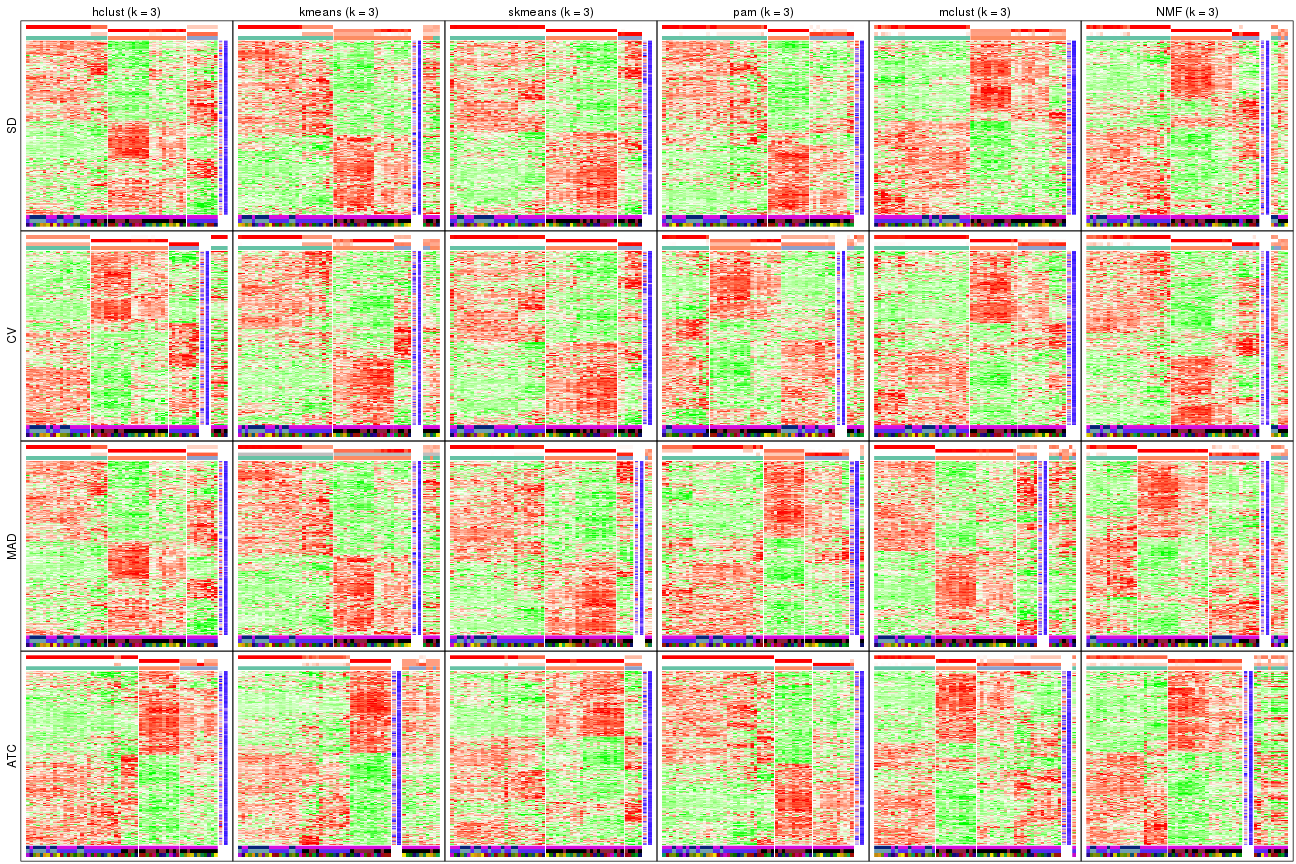 hclust (k = 3)
kmeans (k = 3)
skmeans (k = 3)
pam (k = 3)
mclust (k = 3)
NMF (k = 3)
SD
CV
MAD
ATC